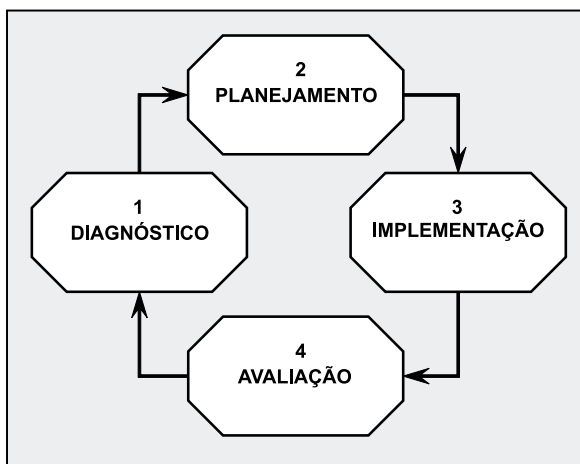 1
DIAGNÓSTICO
2
PLANEJAMENTO
3
IMPLEMENTAÇÃO
4
AVALIAÇÃO